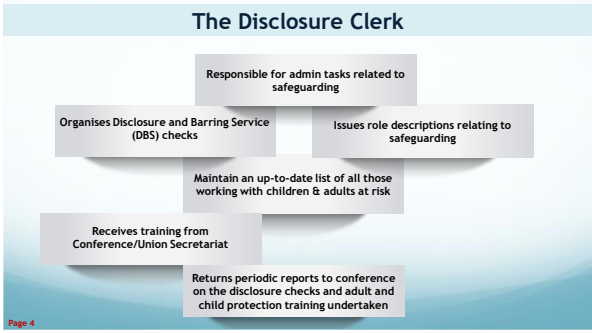 The Disclosure Clerk
Responsible for admin tasks related to
safeguarding
Organises Disclosure and Barring Service
(DBS) checks
Issues role descriptions relating to
safeguarding
Maintain an up-to-date list of all those
working with children & adults at risk
Receives training from
Conference/Union Secretariat
Returns periodic reports to conference
on the disclosure checks and adult and
child protection training undertaken
Page 4